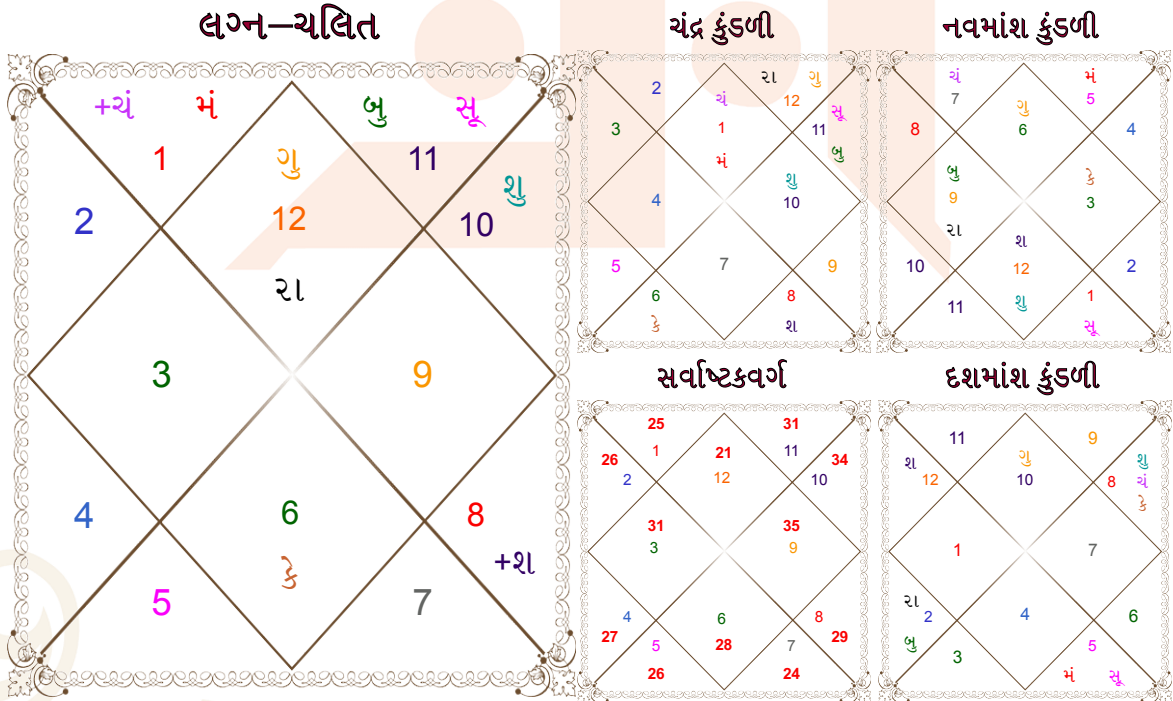 લગ્ન–ચલિત
+ચં મં
બુ સૂ
1
ગુ
11
શુ
2
12
10
રા
3
9
4
6
8
કે
+શ
5
7
ચંદ્ર કુંડળી
રા ગુ
2
ચં
12
સૂ
3
1
11
મં
બુ
શુ
4
10
5
7
9
6
8
કે
શ
નવમાંશ કુંડળી
ચં
મં
7
ગુ
5
8
6
4
બુ
કે
9
3
રા
શ
10
12
2
11
શુ
1
સૂ
સર્વાષ્ટકવર્ગ
25
31
1
21
11
26
34
2
12
10
31
35
3
9
4
6
8
27
5
28
7
29
26
24
દશમાંશ કુંડળી
11
9
શ
ગુ
શુ
12
10
8 ચં
કે
1
7
રા
2
4
6
બુ
3
5
મં સૂ